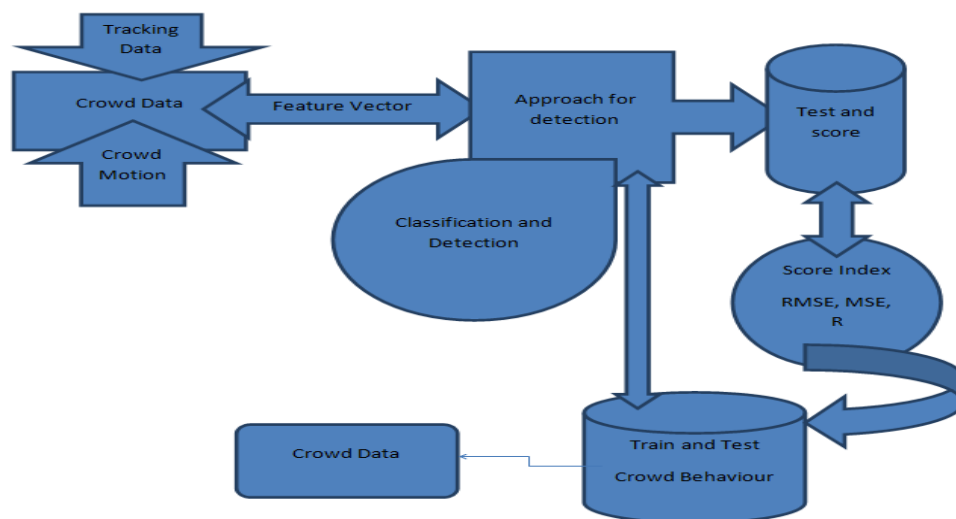 Tracking
Data
Crowd Data
Crowd
Motion
Feature Vector
Approach for
detection
Test and
score
Classification and
Detection
Score Index
RMSE, MSE,
R
Train and Test
Crowd Behaviour
Crowd Data